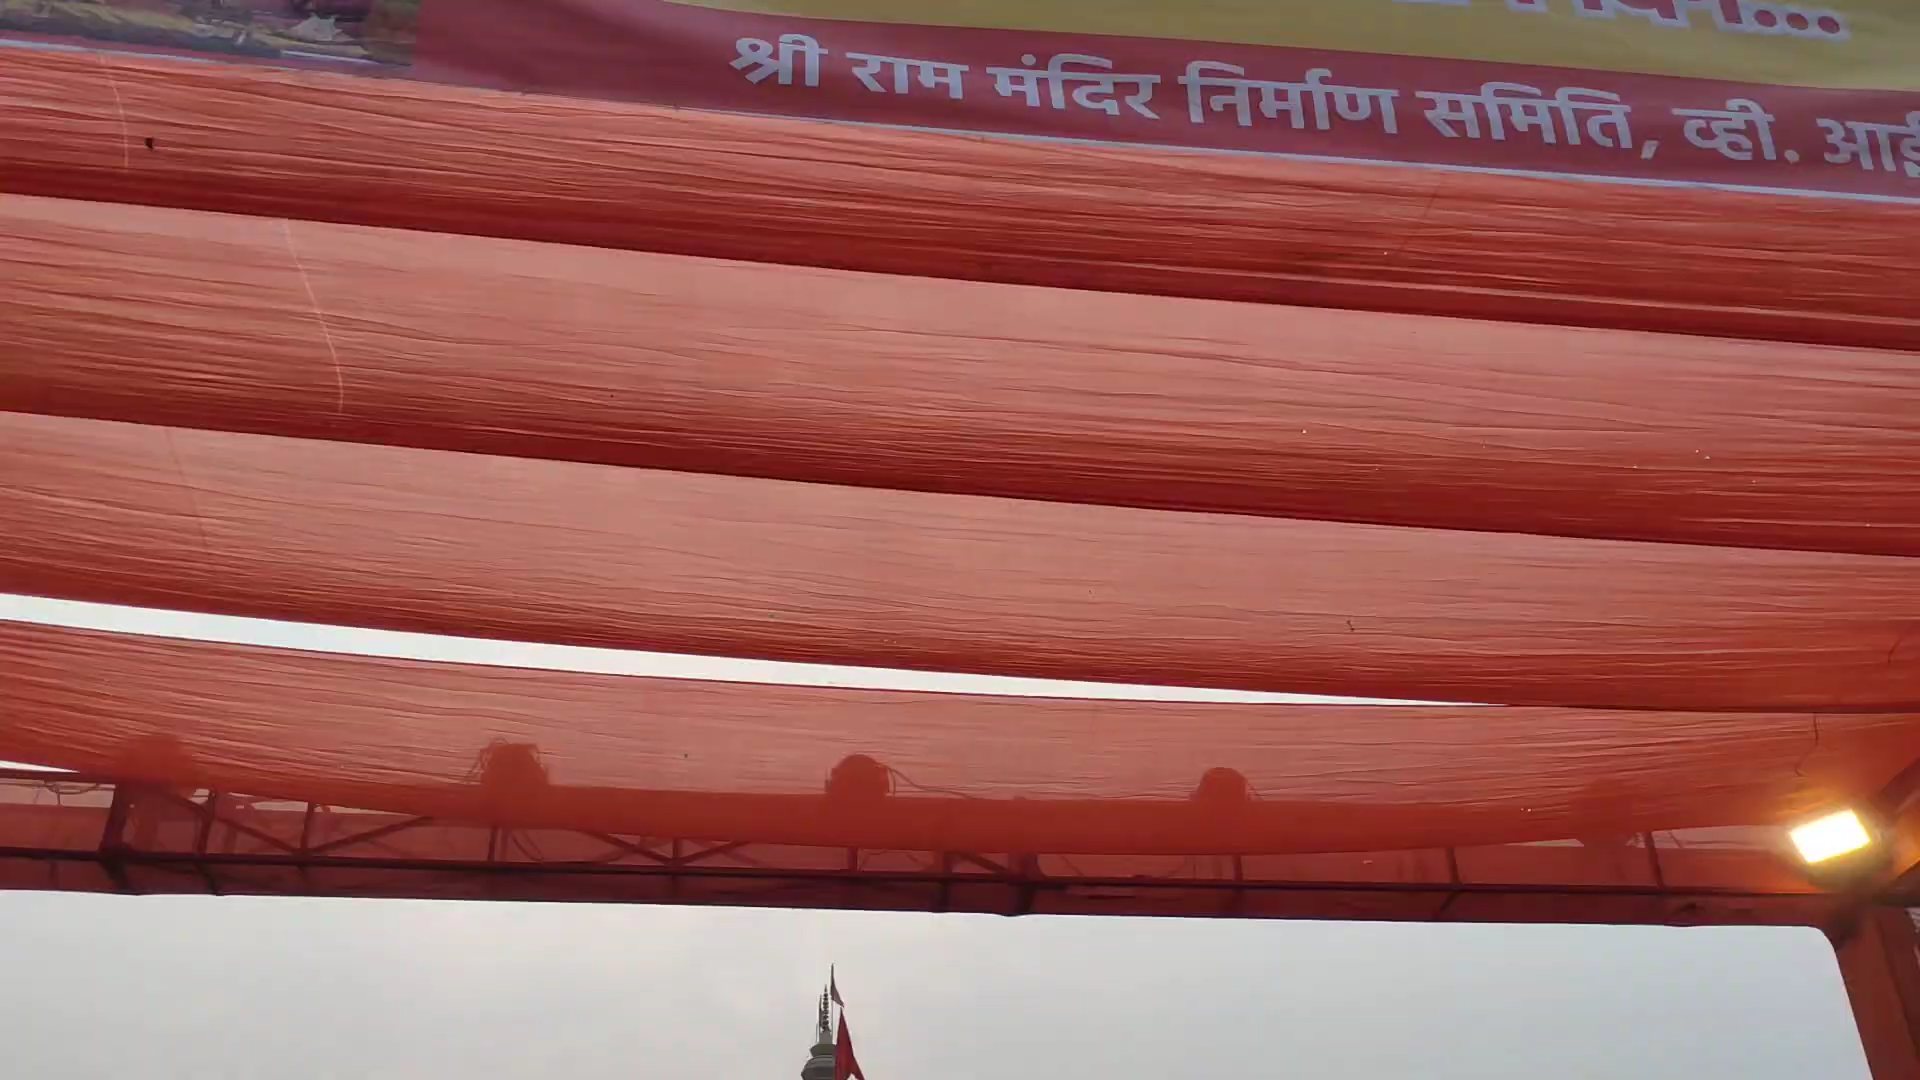 श्री राम मंदिर निर्माण समिति, व्ही. आई